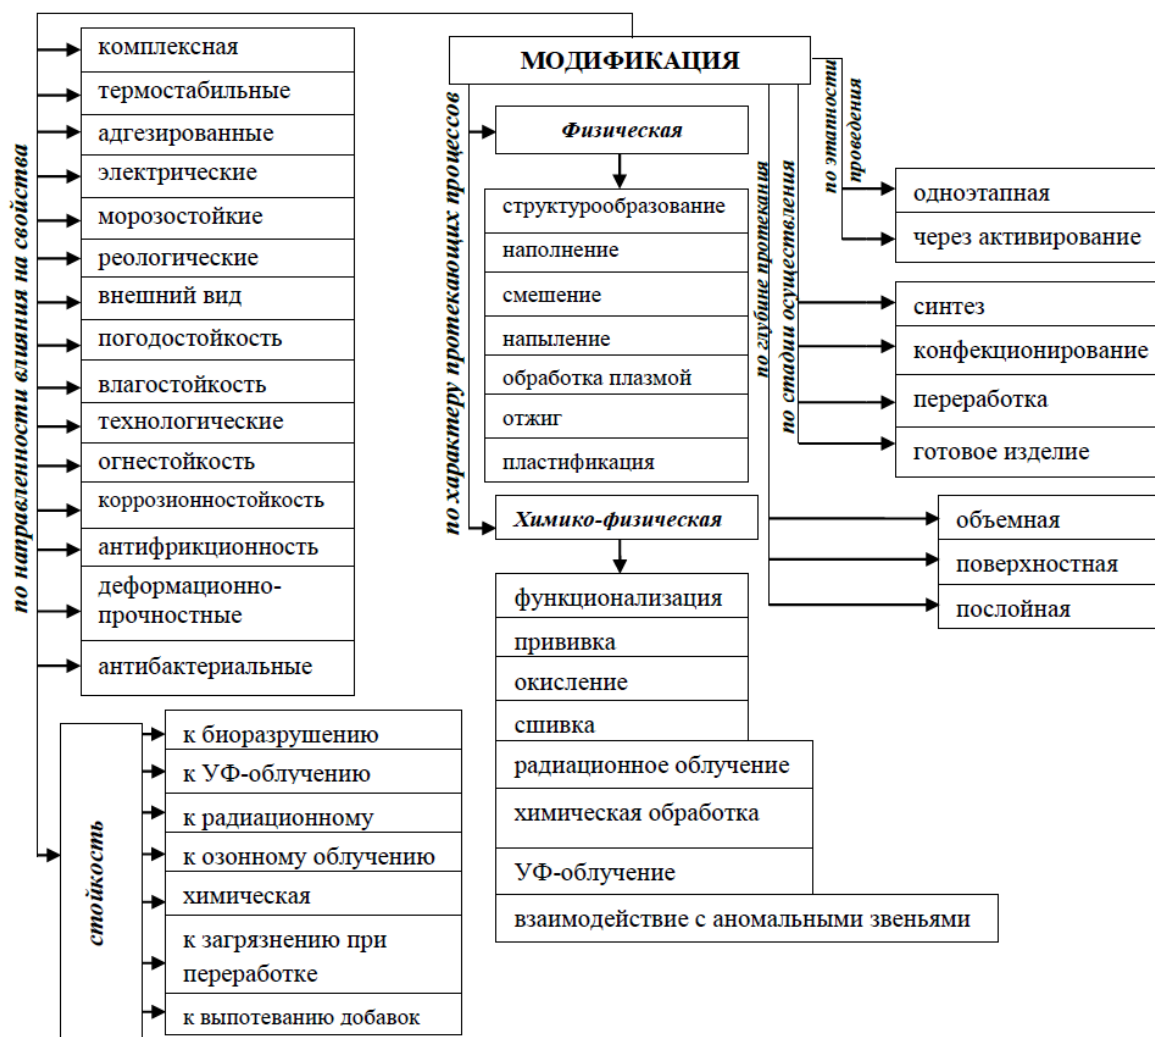 МОДИФИКАЦИЯ
по направленности влияния на свойства
комплексная
термостабильные
адгезированные
электрические
морозостойкие
реологические
внешний вид
погодостойкость
влагостойкость
технологические
огнестойкость
коррозионностойкость
антифрикционность
деформационно-
прочностные
антибактериальные
стойкость
к биоразрушению
к УФ-облучению
к радиационному
к озонному облучению
химическая
к загрязнению при
переработке
к выпотеванию добавок
по характеру протекающих процессов
Физическая
структурообразование
наполнение
смешение
напыление
обработка плазмой
отжиг
пластификация
Химико-физическая
функционализация
прививка
окисление
сшивка
радиационное облучение
химическая обработка
УФ-облучение
взаимодействие с аномальными звеньями
по глубине протекания
объемная
поверхностная
послойная
по стадии осуществления
синтез
конфекционирование
переработка
готовое изделие
по этапности
проведения
одноэтапная
через активирование